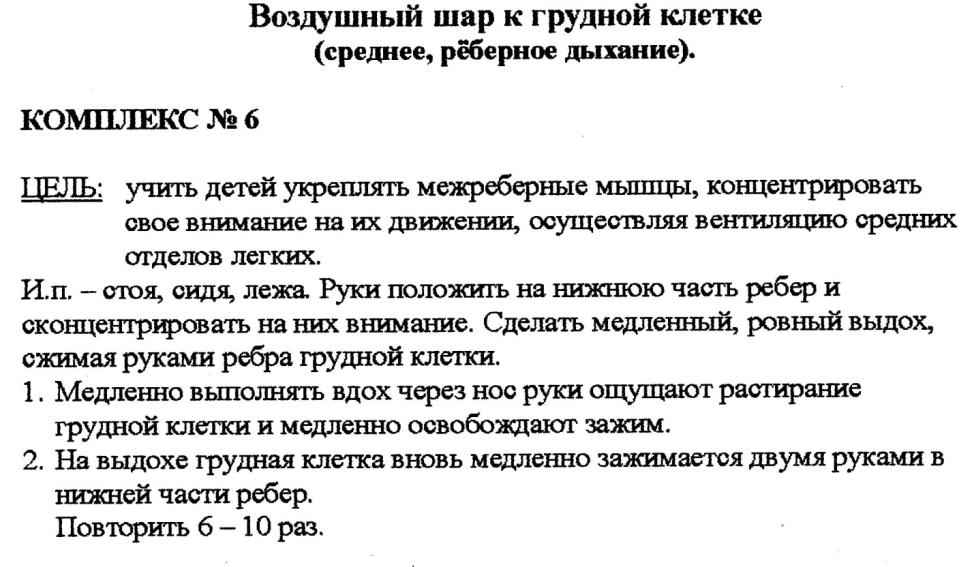 Воздушный шар к грудной клетке
(среднее, рёберное дыхание).
КОМПЛЕКС № 6
ЦЕЛЬ: учить детей укреплять межреберные мышцы, концентрировать
свое внимание на их движении, осуществляя вентиляцию средних
отделов легких.
И.п. – стоя, сидя, лежа. Руки положить на нижнюю часть ребер и
сконцентрировать на них внимание. Сделать медленный, ровный выдох,
сжимая руками ребра грудной клетки.
1. Медленно выполнять вдох через нос руки ощущают растирание
грудной клетки и медленно освобождают зажим.
2. На выдохе грудная клетка вновь медленно зажимается двумя руками в
нижней части ребер.
Повторить 6 – 10 раз.